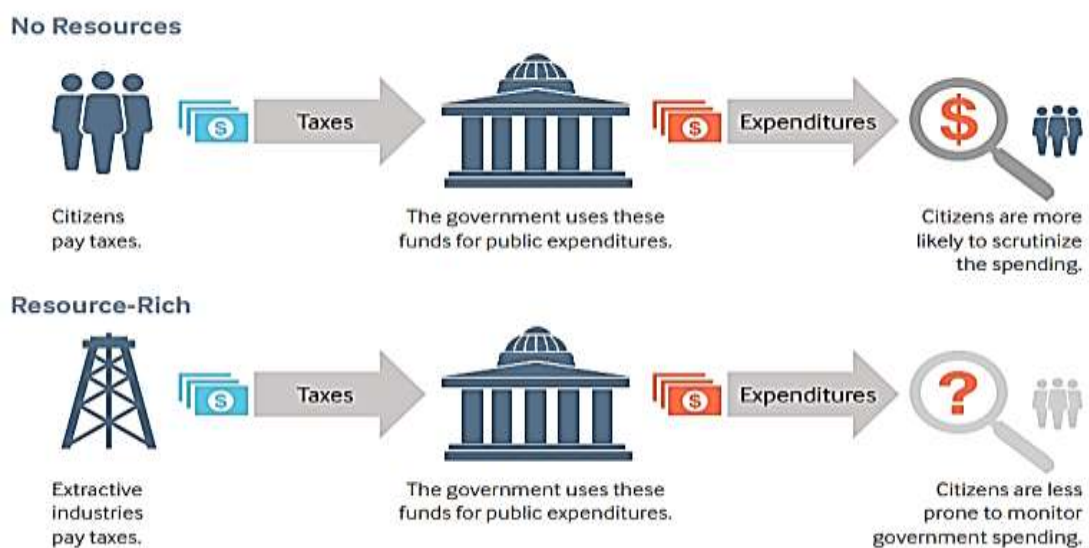 No Resources
$
Taxes
$
Expenditures
$
Citizens
pay taxes.
The government uses these
funds for public expenditures.
Citizens are more
likely to scrutinize
the spending.
Resource-Rich
$
Taxes
$
Expenditures
?
Extractive
industries
pay taxes.
The government uses these
funds for public expenditures.
Citizens are less
prone to monitor
government spending.